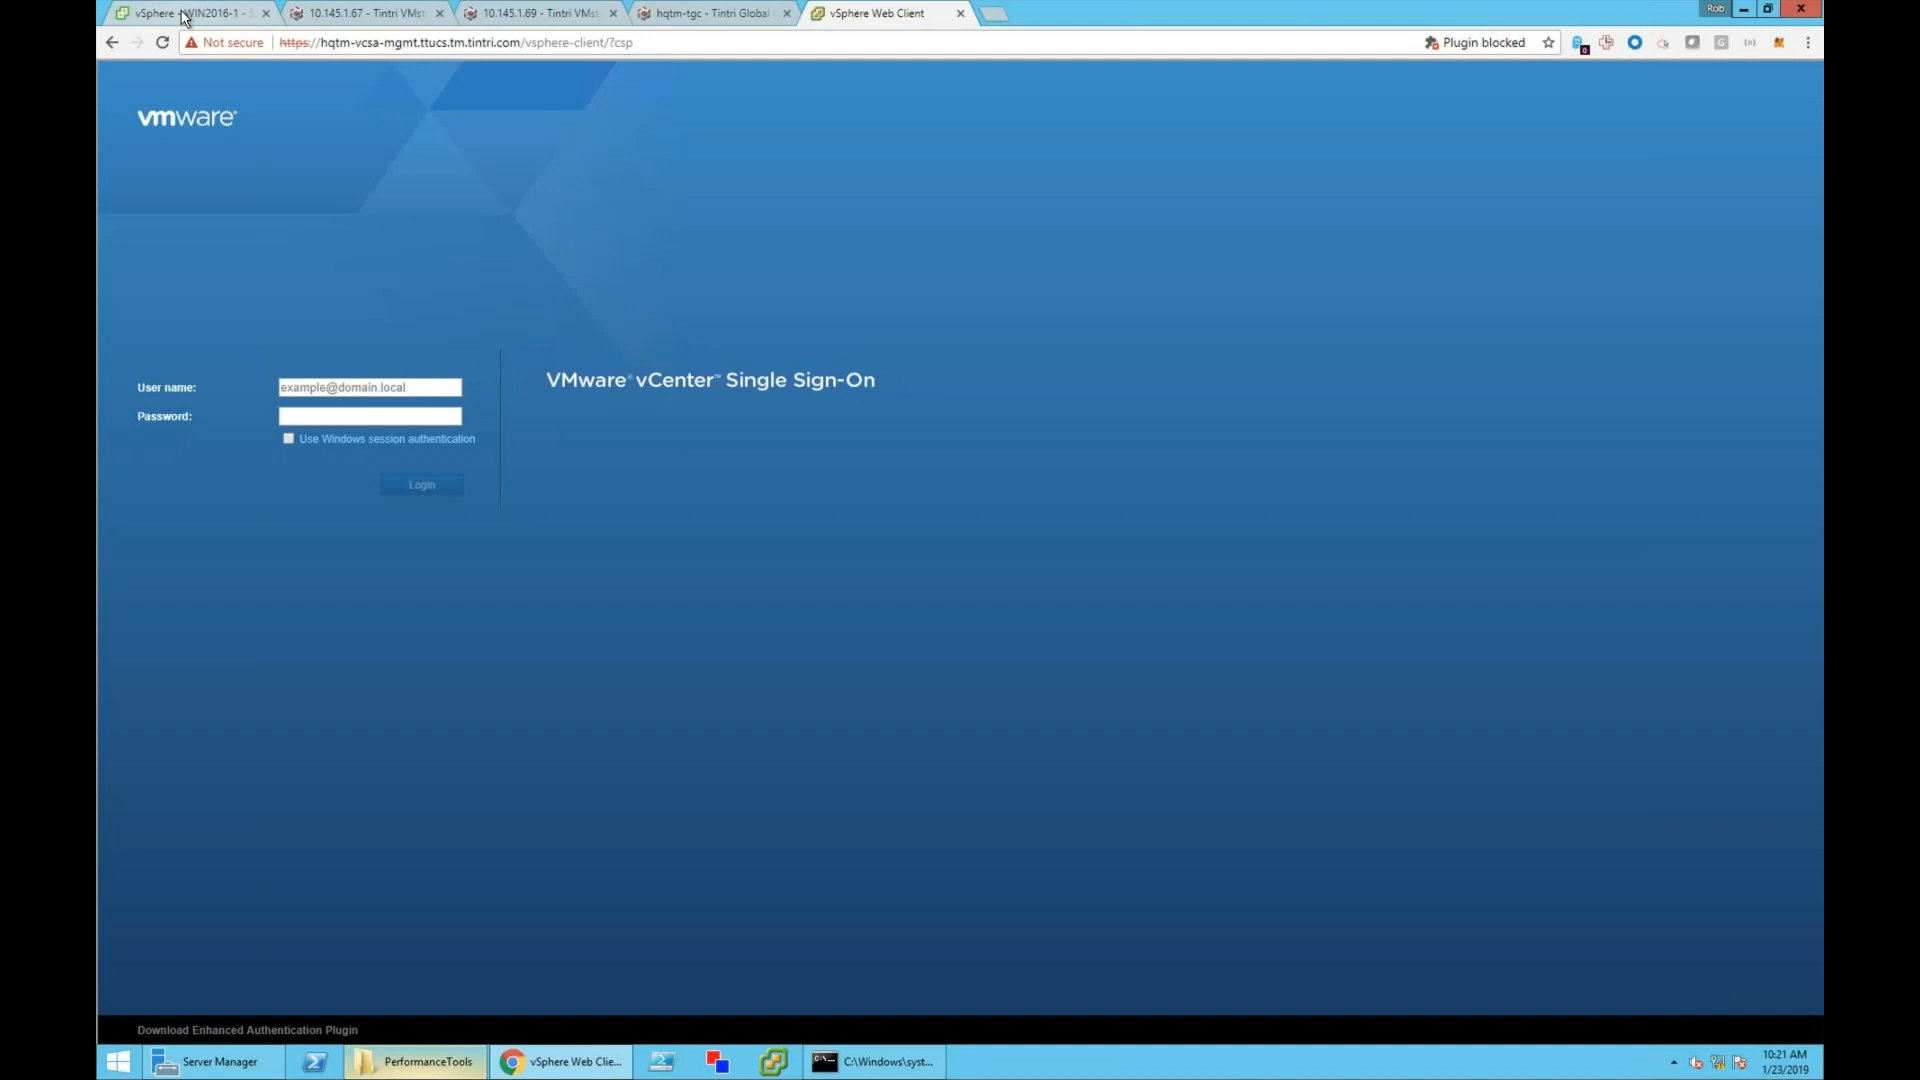 vSphere - WIN2016-1 - S
10.145.1.67 - Tintri VMst
10.145.1.69 - Tintri VMst
hqtm-tgc - Tintri Global C
vSphere Web Client
Rob
Not secure
https://hqtm-vcsa-mgmt.ttucs.tm.tintri.com/vsphere-client/?csp
Plugin blocked
vmware
User name:
example@domain.local
VMware vCenter™ Single Sign-On
Password:
Use Windows session authentication
Login
Download Enhanced Authentication Plugin
Server Manager
PerformanceTools
vSphere Web Clie...
C:\Windows\syst...
10:21 AM
1/23/2019